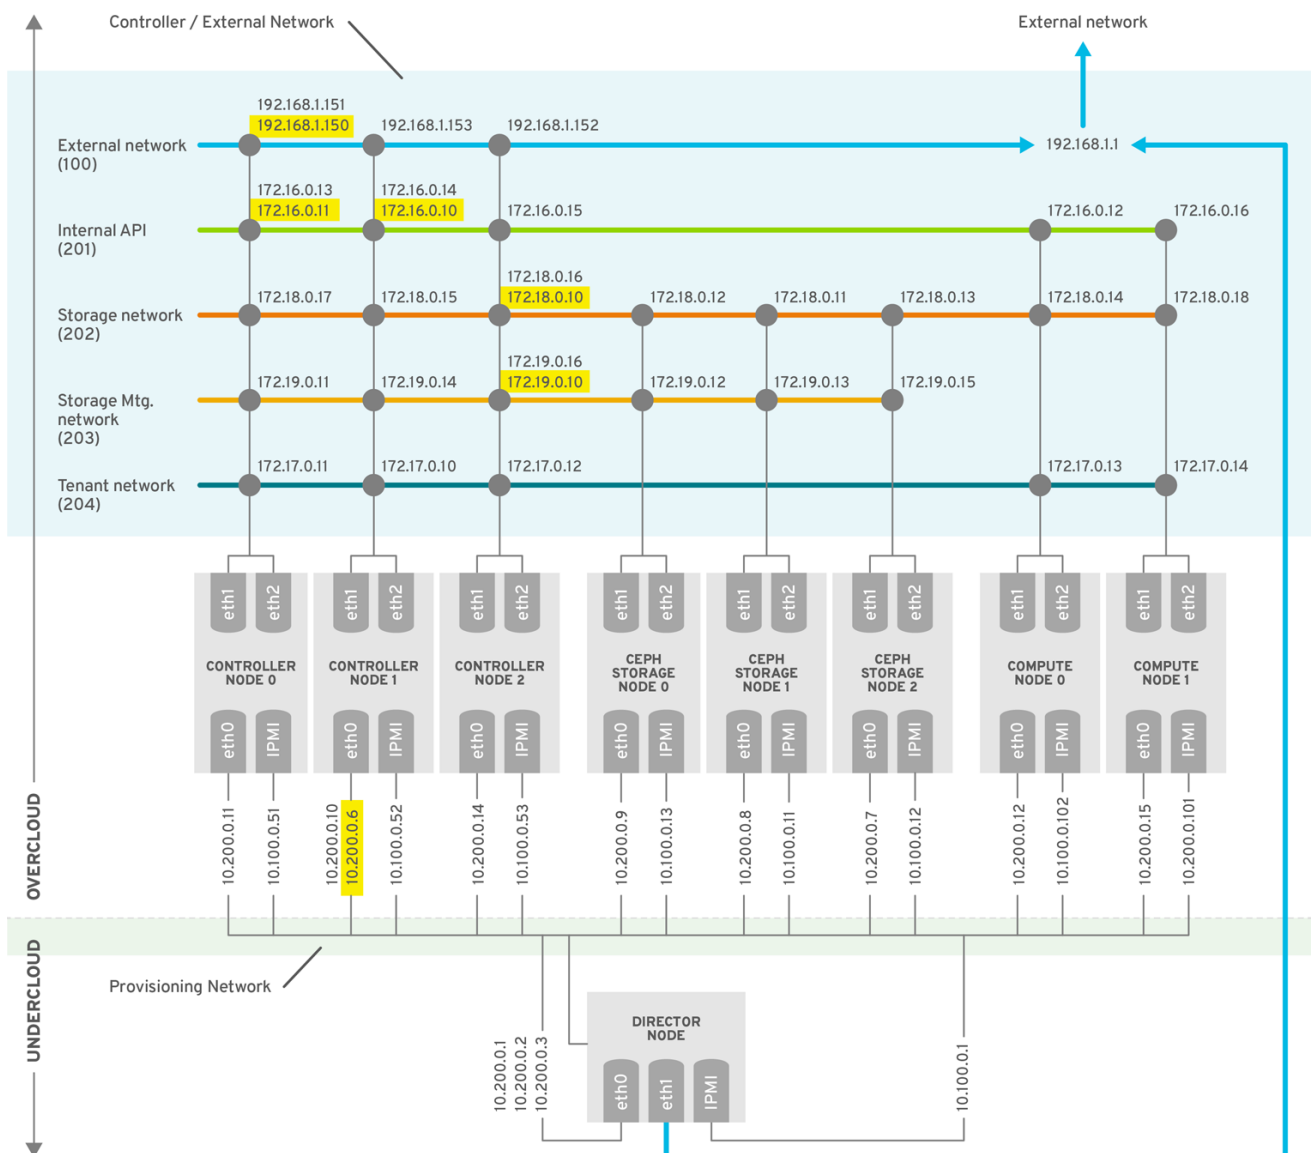 Controller / External Network
External network
192.168.1.151
192.168.1.150
192.168.1.153
192.168.1.152
External network
(100)
192.168.1.1
172.16.0.13
172.16.0.11
172.16.0.14
172.16.0.10
172.16.0.15
172.16.0.12
172.16.0.16
Internal API
(201)
172.18.0.17
172.18.0.15
172.18.0.16
172.18.0.10
172.18.0.12
172.18.0.11
172.18.0.13
172.18.0.14
172.18.0.18
Storage network
(202)
172.19.0.11
172.19.0.14
172.19.0.16
172.19.0.10
172.19.0.12
172.19.0.13
172.19.0.15
Storage Mtg.
network
(203)
172.17.0.11
172.17.0.10
172.17.0.12
172.17.0.13
172.17.0.14
Tenant network
(204)
eth1
eth2
CONTROLLER
NODE 0
eth0
IPMI
eth1
eth2
CONTROLLER
NODE 1
eth0
IPMI
eth1
eth2
CONTROLLER
NODE 2
eth0
IPMI
eth1
eth2
CEPH
STORAGE
NODE 0
eth0
IPMI
eth1
eth2
CEPH
STORAGE
NODE 1
eth0
IPMI
eth1
eth2
CEPH
STORAGE
NODE 2
eth0
IPMI
eth1
eth2
COMPUTE
NODE 0
eth0
IPMI
eth1
eth2
COMPUTE
NODE 1
eth0
IPMI
OVERCLOUD
10.200.0.11
10.100.0.51
10.200.0.10
10.200.0.6
10.100.0.52
10.200.0.14
10.100.0.53
10.200.0.9
10.100.0.13
10.200.0.8
10.100.0.11
10.200.0.7
10.100.0.12
10.200.0.12
10.100.0.102
10.200.0.15
10.200.0.101
UNDERCLOUD
Provisioning Network
10.200.0.1
10.200.0.2
10.200.0.3
DIRECTOR
NODE
eth0
eth1
IPMI
10.100.0.1